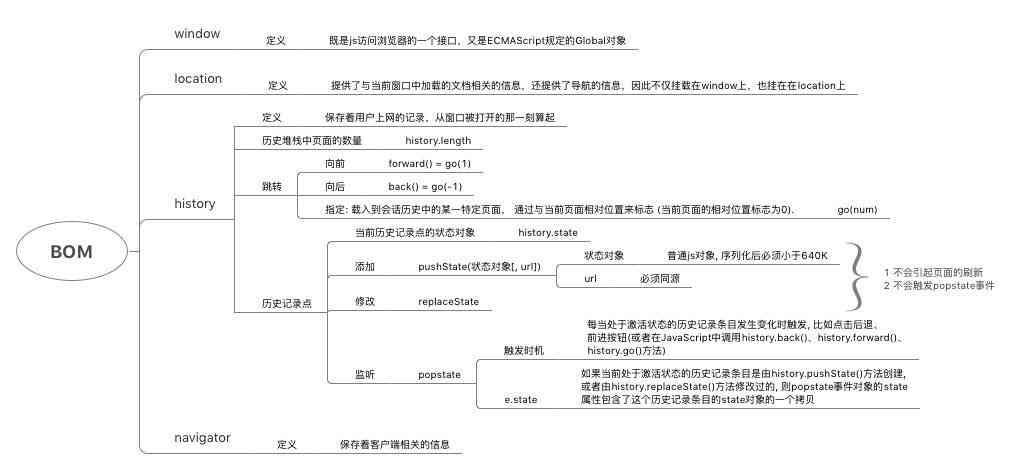 BOM
window
定义
既是js访问浏览器的一个接口，又是ECMAScript规定的Global对象
location
定义
提供了与当前窗口中加载的文档相关的信息，还提供了导航的信息，因此不仅挂载在window上，也挂在在location上
history
定义
保存着用户上网的记录，从窗口被打开的那一刻算起
历史堆栈中页面的数量
history.length
跳转
向前
forward() = go(1)
向后
back() = go(-1)
指定: 载入到会话历史中的某一特定页面， 通过与当前页面相对位置来标志 (当前页面的相对位置标志为0).
go(num)
历史记录点
当前历史记录点的状态对象
history.state
添加
pushState(状态对象[, url])
状态对象
普通js对象, 序列化后必须小于640K
url
必须同源
修改
replaceState
1 不会引起页面的刷新
2 不会触发popstate事件
监听
popstate
触发时机
每当处于激活状态的历史记录条目发生变化时触发, 比如点击后退、
前进按钮(或者在JavaScript中调用history.back()、history.forward()、
history.go()方法)
e.state
如果当前处于激活状态的历史记录条目是由history.pushState()方法创建,
或者由history.replaceState()方法修改过的, 则popstate事件对象的state
属性包含了这个历史记录条目的state对象的一个拷贝
navigator
定义
保存着客户端相关的信息